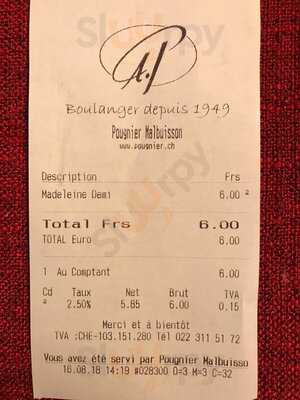 A.P
Boulanger depuis 1949
Pougnier Malbuisson
www.pougnier.ch
Description Frs
Madeleine Demi 6.00 ²
Total Frs 6.00
TOTAL Euro 6.00
1 Au Comptant 6.00
Cd Taux Net Brut TVA
² 2.50% 5.85 6.00 0.15
Merci et à bientôt
TVA :CHE-103.151.280 Tél 022 311 51 72
Vous avez été servi par Pougnier Malbuisso
16.08.18 14:19 #028300 O=3 M=3 C=32